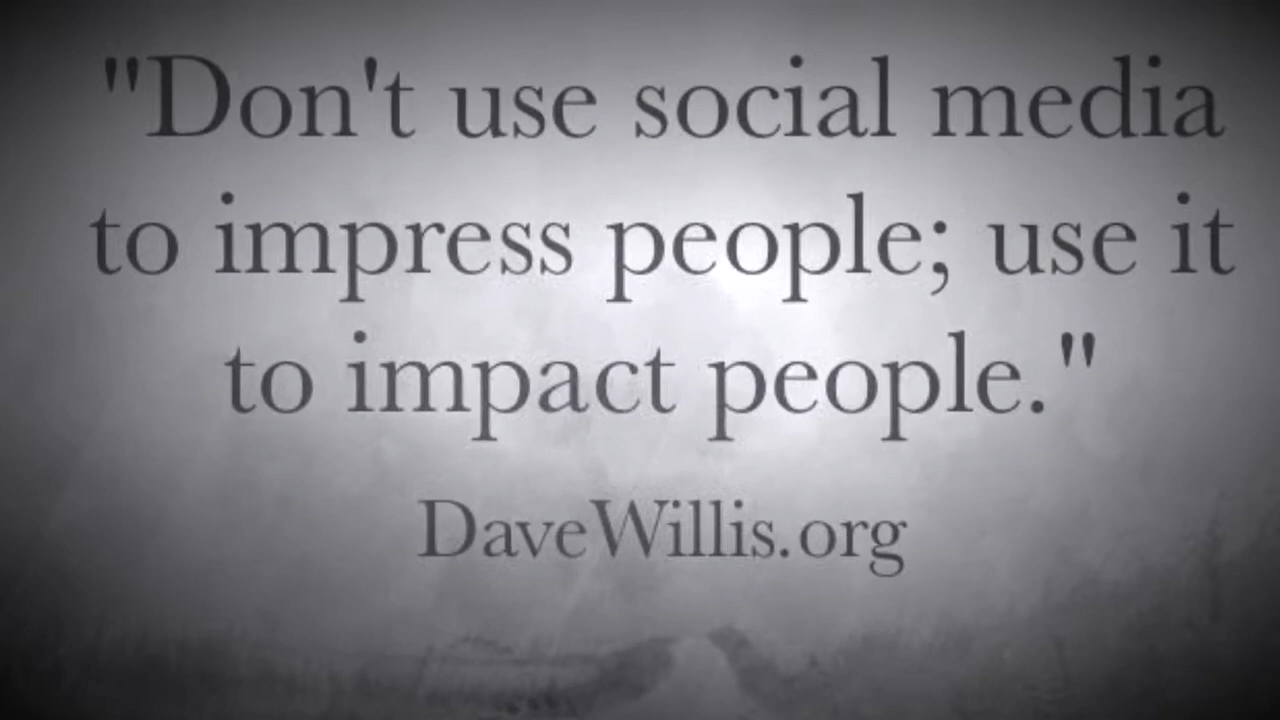 "Don't use social media
to impress people; use it
to impact people."
DaveWillis.org